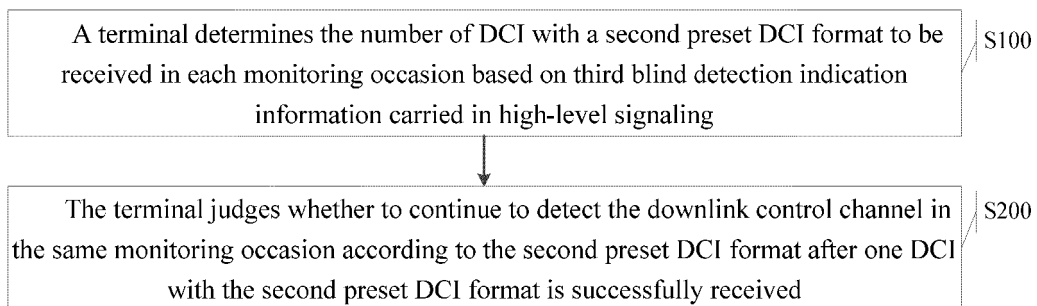 A terminal determines the number of DCI with a second preset DCI format to be
received in each monitoring occasion based on third blind detection indication
information carried in high-level signaling
S100
The terminal judges whether to continue to detect the downlink control channel in
the same monitoring occasion according to the second preset DCI format after one DCI
with the second preset DCI format is successfully received
S200